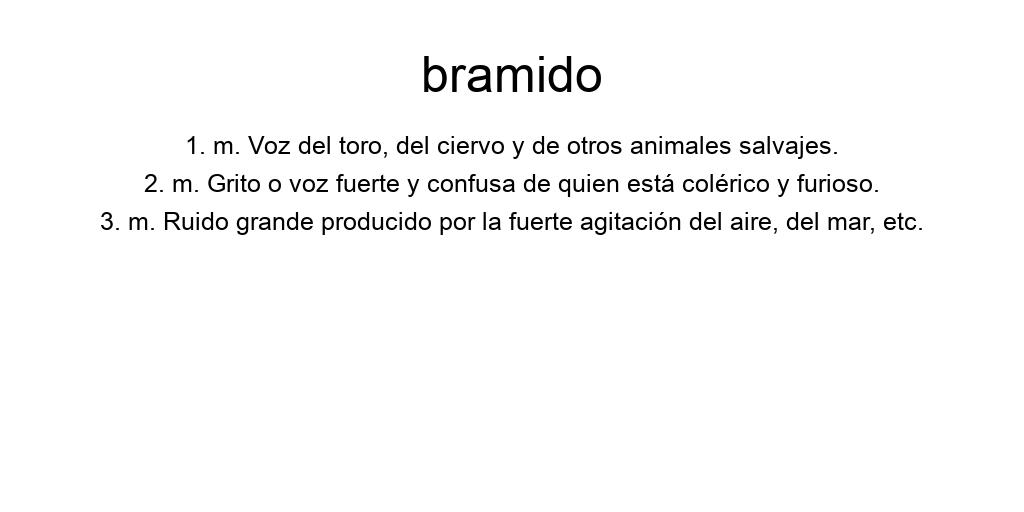 bramido
1. m. Voz del toro, del ciervo y de otros animales salvajes.
2. m. Grito o voz fuerte y confusa de quien está colérico y furioso.
3. m. Ruido grande producido por la fuerte agitación del aire, del mar, etc.